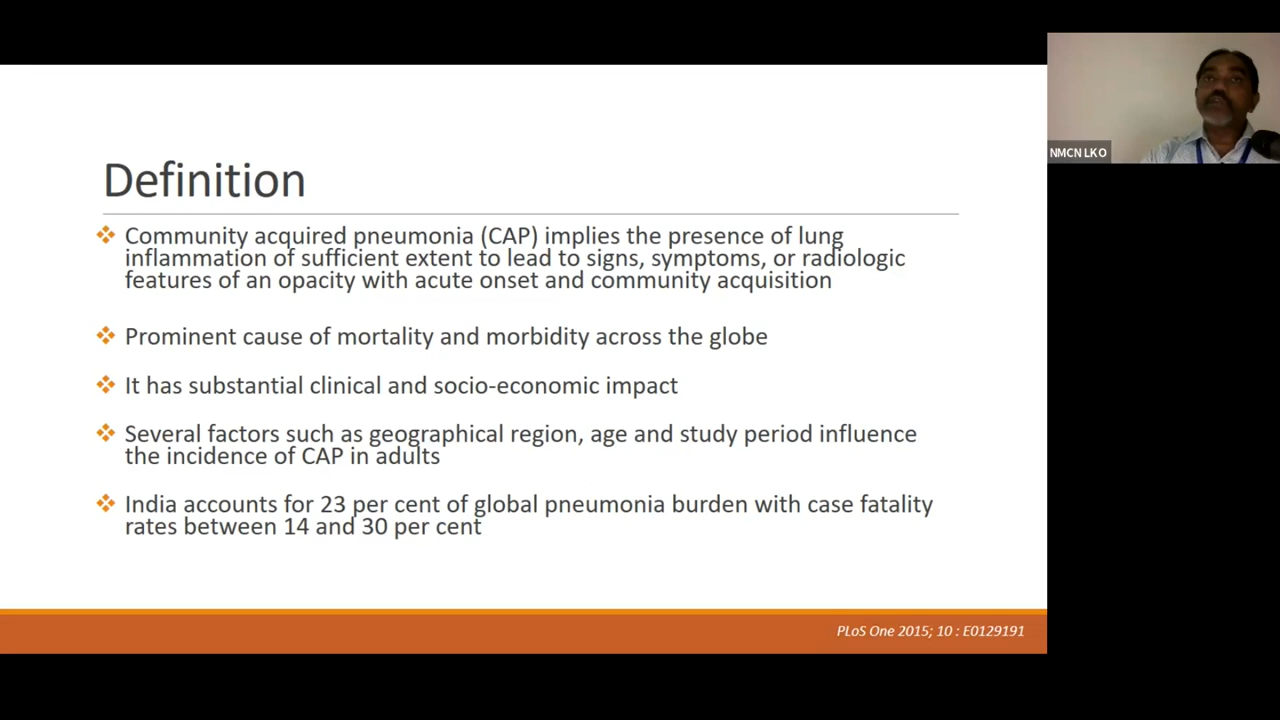 Definition
Community acquired pneumonia (CAP) implies the presence of lung
inflammation of sufficient extent to lead to signs, symptoms, or radiologic
features of an opacity with acute onset and community acquisition
Prominent cause of mortality and morbidity across the globe
It has substantial clinical and socio-economic impact
Several factors such as geographical region, age and study period influence
the incidence of CAP in adults
India accounts for 23 per cent of global pneumonia burden with case fatality
rates between 14 and 30 per cent
PLoS One 2015; 10 : E0129191
NMCN LKO